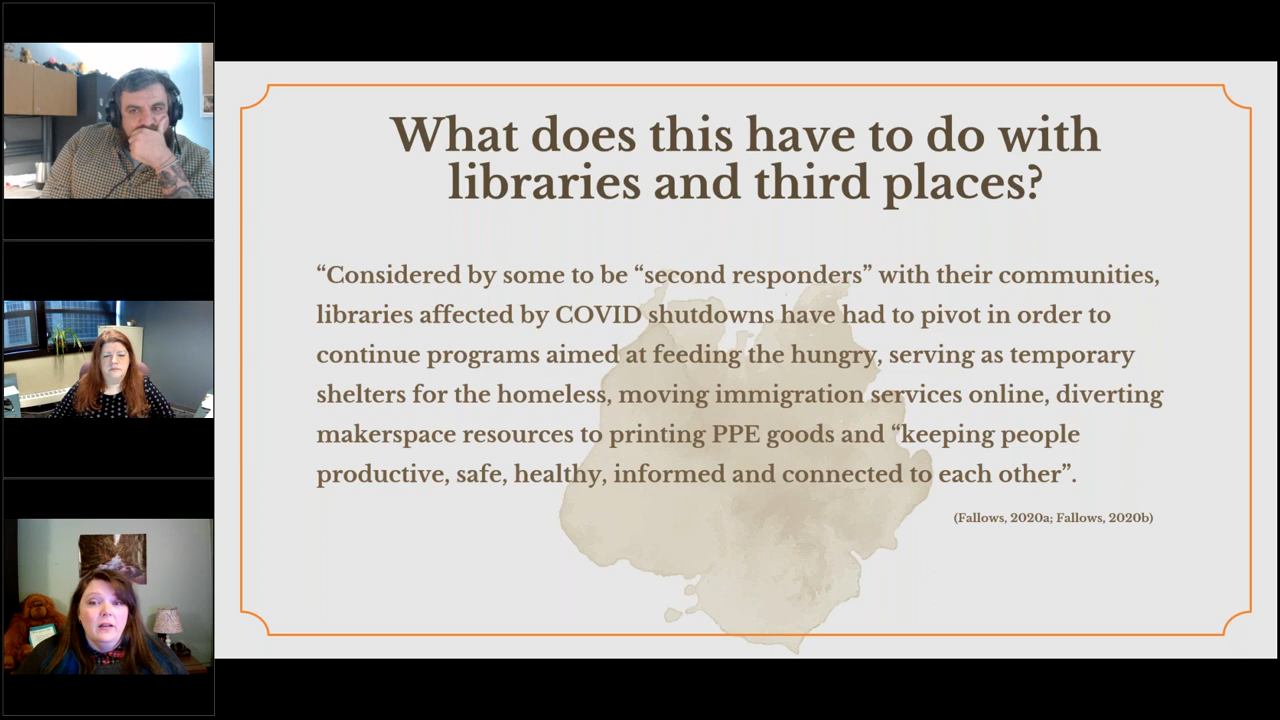 What does this have to do with
libraries and third places?
“Considered by some to be “second responders” with their communities,
libraries affected by COVID shutdowns have had to pivot in order to
continue programs aimed at feeding the hungry, serving as temporary
shelters for the homeless, moving immigration services online, diverting
makerspace resources to printing PPE goods and “keeping people
productive, safe, healthy, informed and connected to each other”.
(Fallows, 2020a; Fallows, 2020b)